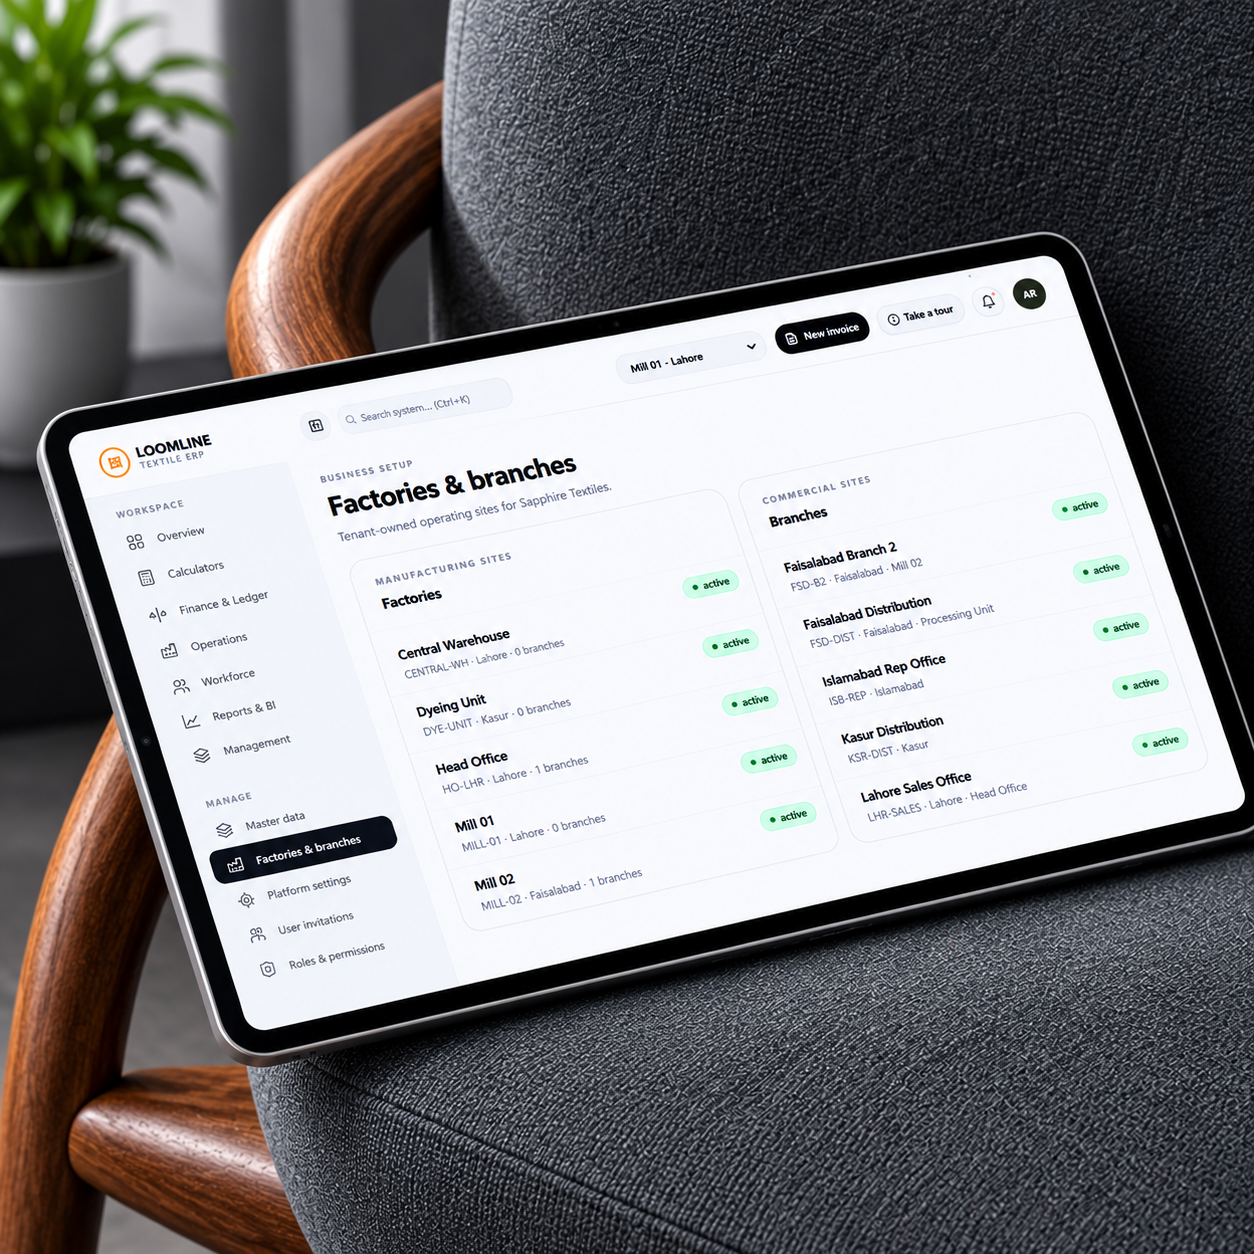 LOOMLINE
TEXTILE ERP
Search system... (Ctrl+K)
Mill 01 - Lahore
New invoice
Take a tour
AR
WORKSPACE
Overview
Calculators
Finance & Ledger
Operations
Workforce
Reports & BI
Management
MANAGE
Master data
Factories & branches
Platform settings
User invitations
Roles & permissions
BUSINESS SETUP
Factories & branches
Tenant-owned operating sites for Sapphire Textiles.
MANUFACTURING SITES
Factories
Central Warehouse
CENTRAL-WH · Lahore · 0 branches
active
Dyeing Unit
DYE-UNIT · Kasur · 0 branches
active
Head Office
HO-LHR · Lahore · 1 branches
active
Mill 01
MILL-01 · Lahore · 0 branches
active
Mill 02
MILL-02 · Faisalabad · 1 branches
active
COMMERCIAL SITES
Branches
Faisalabad Branch 2
FSD-B2 · Faisalabad · Mill 02
active
Faisalabad Distribution
FSD-DIST · Faisalabad · Processing Unit
active
Islamabad Rep Office
ISB-REP · Islamabad
active
Kasur Distribution
KSR-DIST · Kasur
active
Lahore Sales Office
LHR-SALES · Lahore · Head Office
active